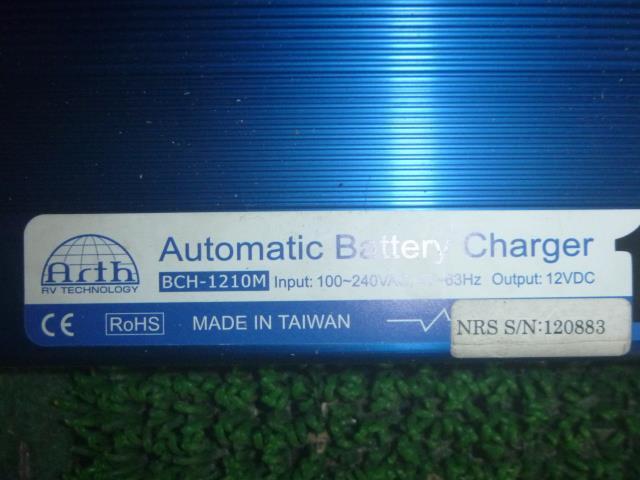 Arth
RV TECHNOLOGY
Automatic Battery Charger
BCH-1210M Input: 100~240VAC, 63Hz Output: 12VDC
CE RoHS MADE IN TAIWAN
NRS S/N:120883